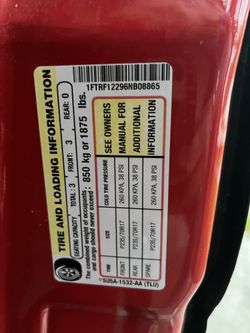 1FTRF12296NB08865
TIRE AND LOADING INFORMATION
SEATING CAPACITY TOTAL : 3 FRONT: 3 REAR: 0
The combined weight of occupants
and cargo should never exceed : 850 kg or 1875 lbs.
TIRE SIZE COLD TIRE PRESSURE
FRONT P235/70R17 260 KPA, 38 PSI
REAR P235/70R17 260 KPA, 38 PSI
SPARE P235/70R17 260 KPA, 38 PSI
SEE OWNERS
MANUAL FOR
ADDITIONAL
INFORMATION
5U5A-1532-AA (TLU)